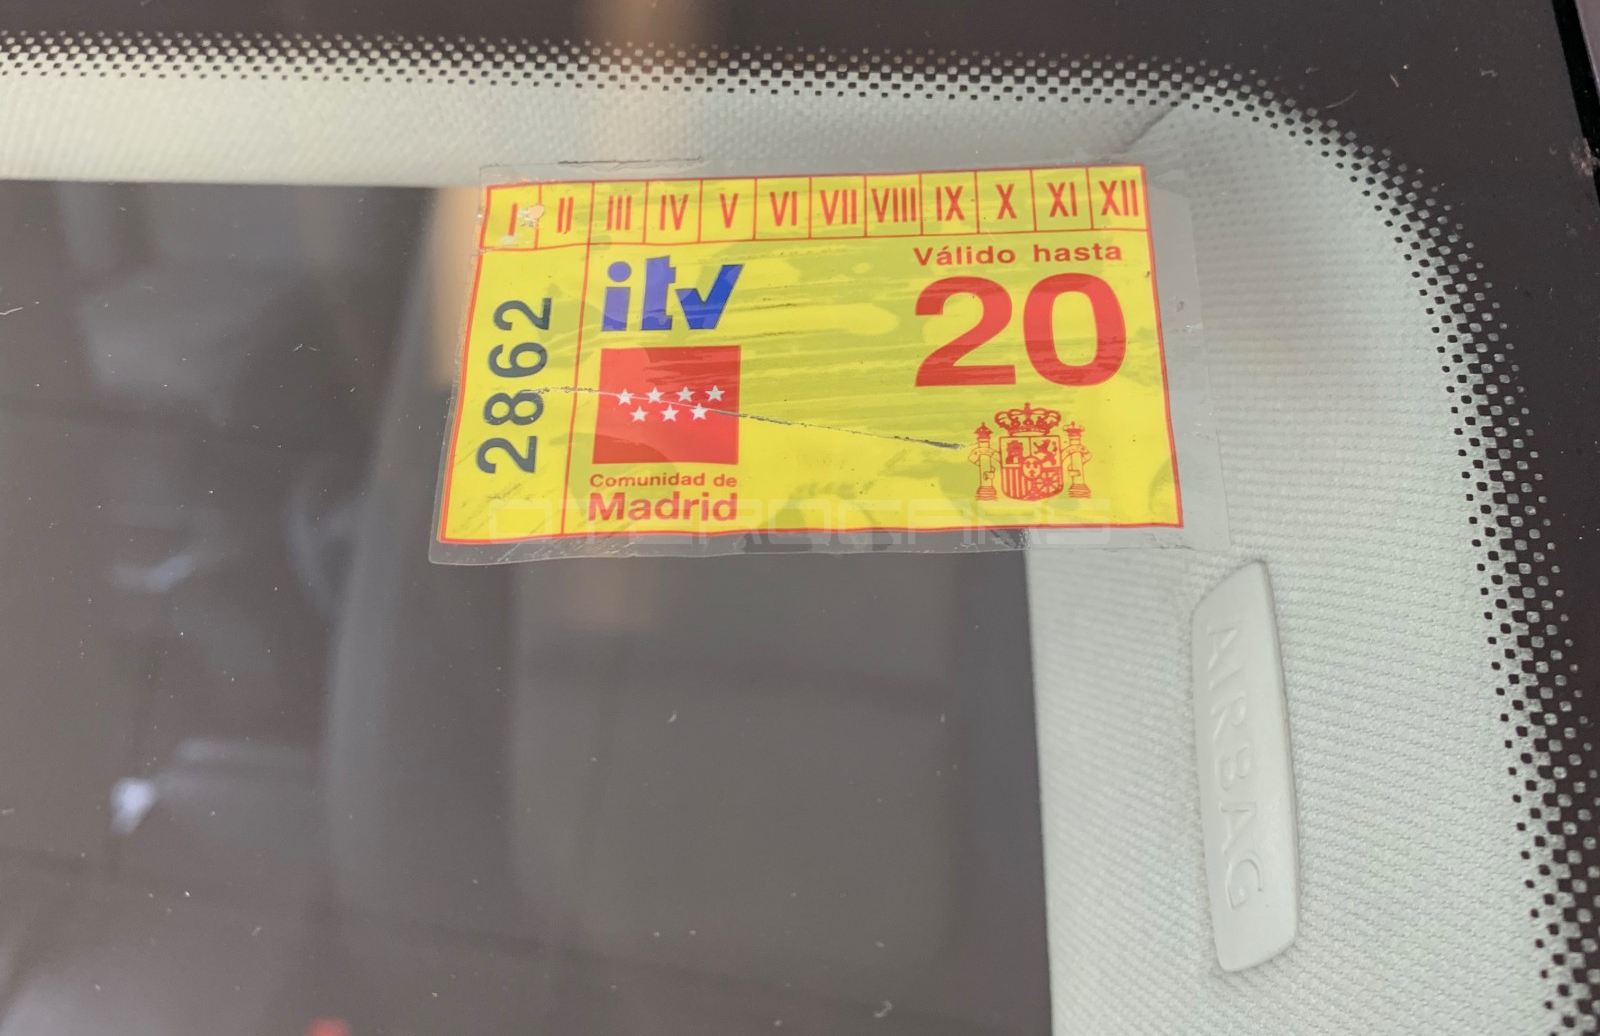 I II III IV V VI VII VIII IX X XI XII
Válido hasta
itv
20
2862
Comunidad de
Madrid
AIRBAG